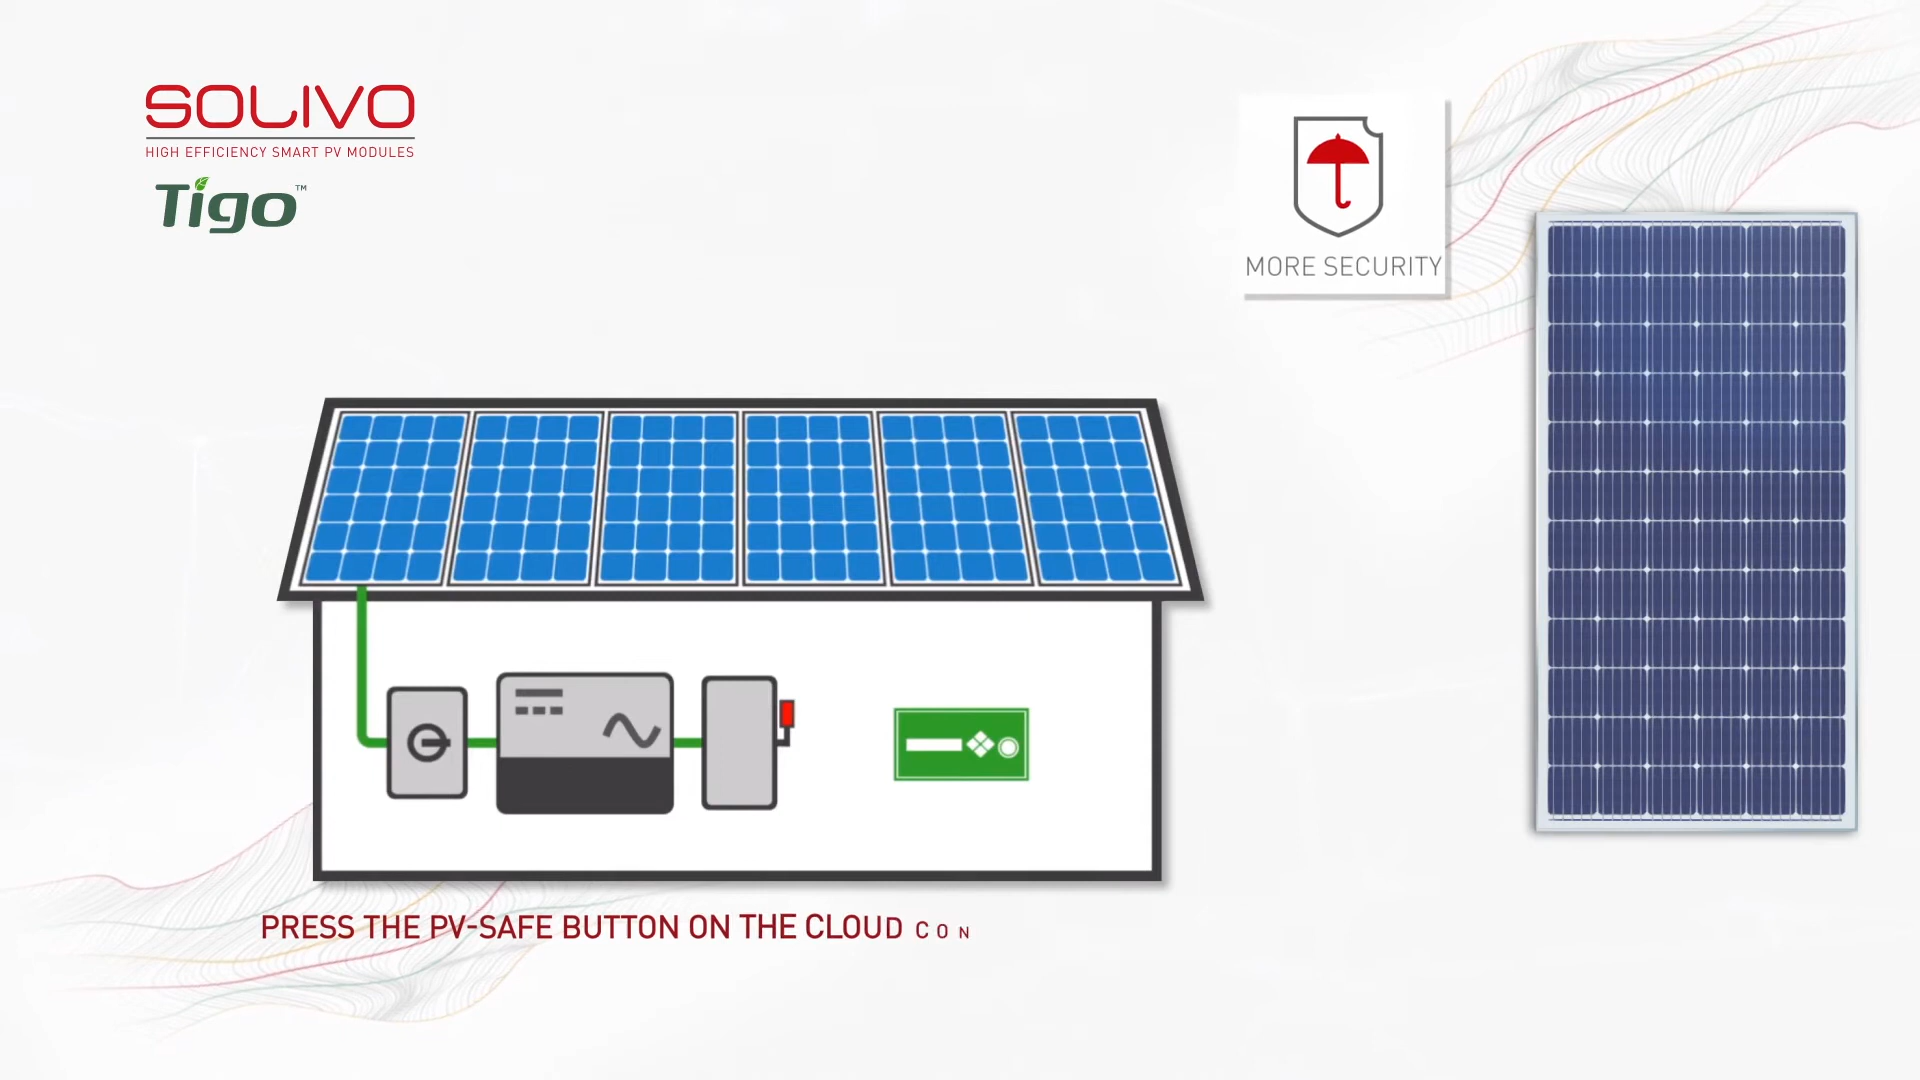 SOLIVO
HIGH EFFICIENCY SMART PV MODULES
Tigo™
MORE SECURITY
PRESS THE PV-SAFE BUTTON ON THE CLOUD CON